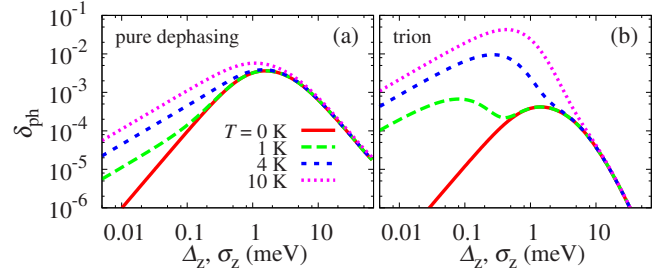 pure dephasing (a)
trion (b)
δ_ph
10⁻¹
10⁻²
10⁻³
10⁻⁴
10⁻⁵
10⁻⁶
T = 0 K
1 K
4 K
10 K
0.01 0.1 1 10
0.01 0.1 1 10
Δ_z, σ_z (meV)
Δ_z, σ_z (meV)